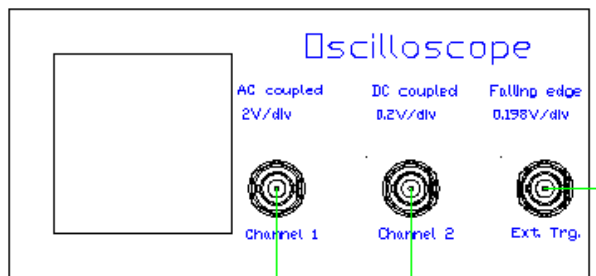 Oscilloscope
AC coupled DC coupled Falling edge
2V/div 0.2V/div 0.198V/div
Channel 1 Channel 2 Ext. Trg.